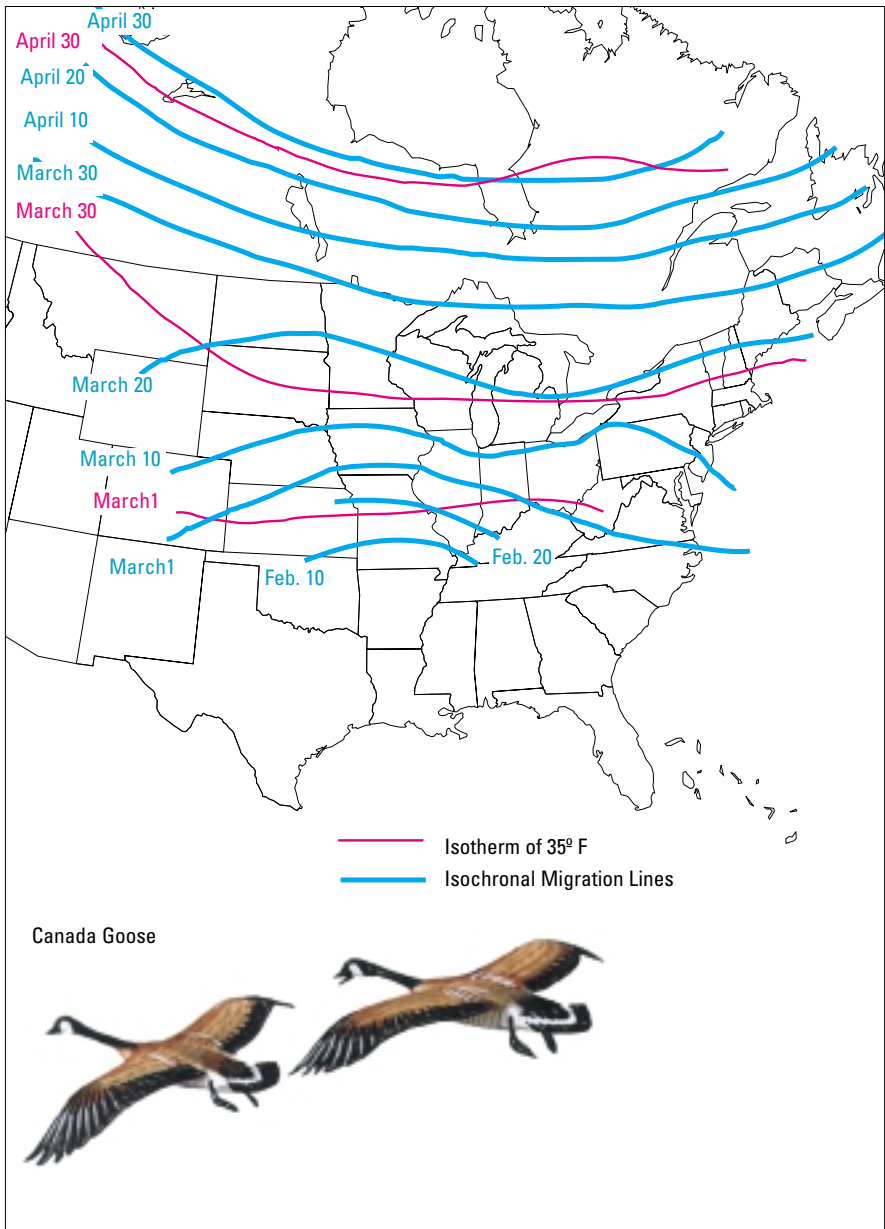 April 30
April 30
April 20
April 10
March 30
March 30
March 20
March 10
March1
March1
Feb. 10
Feb. 20
Isotherm of 35º F
Isochronal Migration Lines
Canada Goose